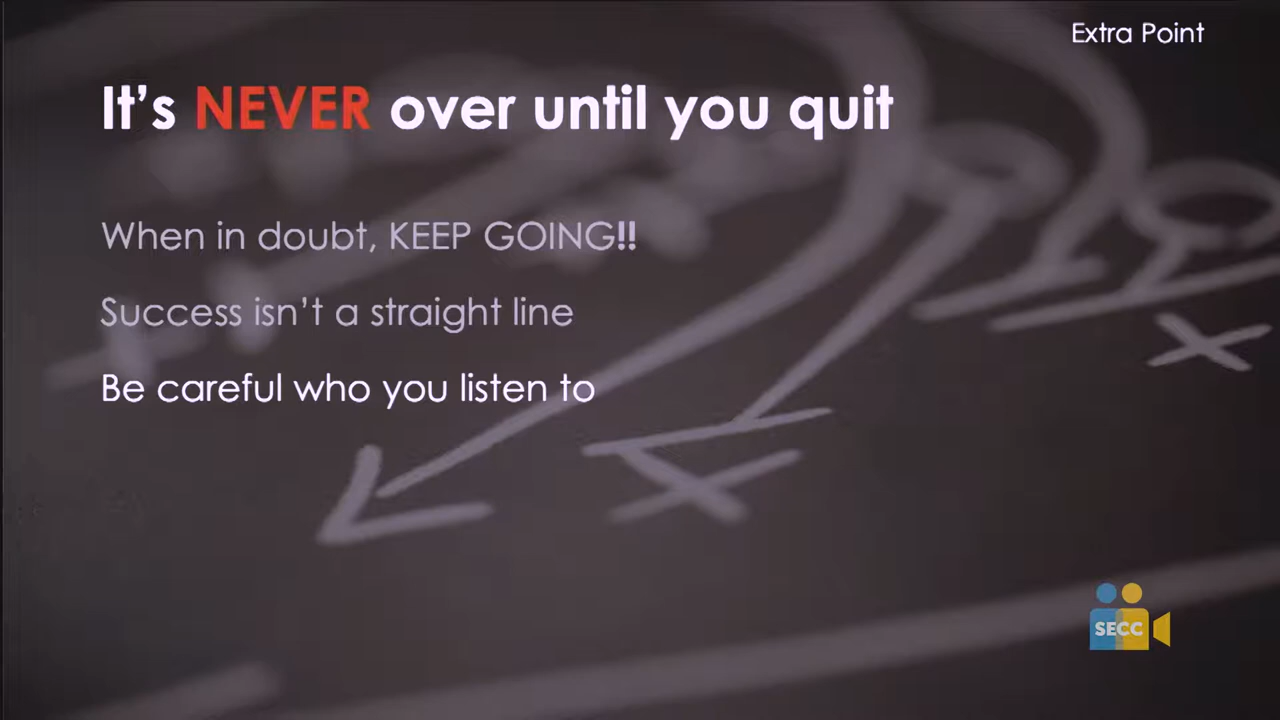 Extra Point
It’s NEVER over until you quit
When in doubt, KEEP GOING!!
Success isn’t a straight line
Be careful who you listen to
SECC